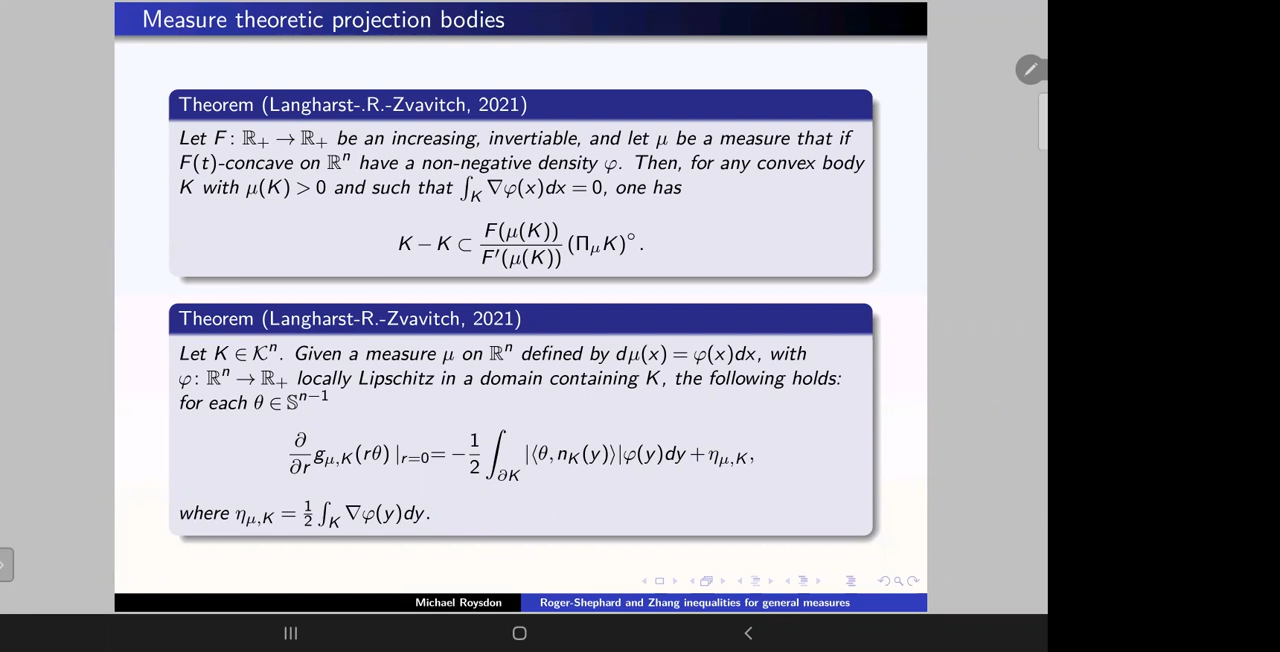 Measure theoretic projection bodies
Theorem (Langharst-.R.-Zvavitch, 2021)
Let F: ℝ₊ → ℝ₊ be an increasing, invertiable, and let μ be a measure that if
F(t)-concave on ℝⁿ have a non-negative density φ. Then, for any convex body
K with μ(K) > 0 and such that ∫_K ∇φ(x)dx = 0, one has
K − K ⊂ F(μ(K))/F′(μ(K)) (Π_μ K)°.
Theorem (Langharst-R.-Zvavitch, 2021)
Let K ∈ 𝒦ⁿ. Given a measure μ on ℝⁿ defined by dμ(x) = φ(x)dx, with
φ: ℝⁿ → ℝ₊ locally Lipschitz in a domain containing K, the following holds:
for each θ ∈ 𝕊ⁿ⁻¹
∂/∂r g_{μ,K}(rθ) |_{r=0} = −1/2 ∫_{∂K} |⟨θ, n_K(y)⟩|φ(y)dy + η_{μ,K},
where η_{μ,K} = 1/2 ∫_K ∇φ(y)dy.
Michael Roysdon
Roger-Shephard and Zhang inequalities for general measures